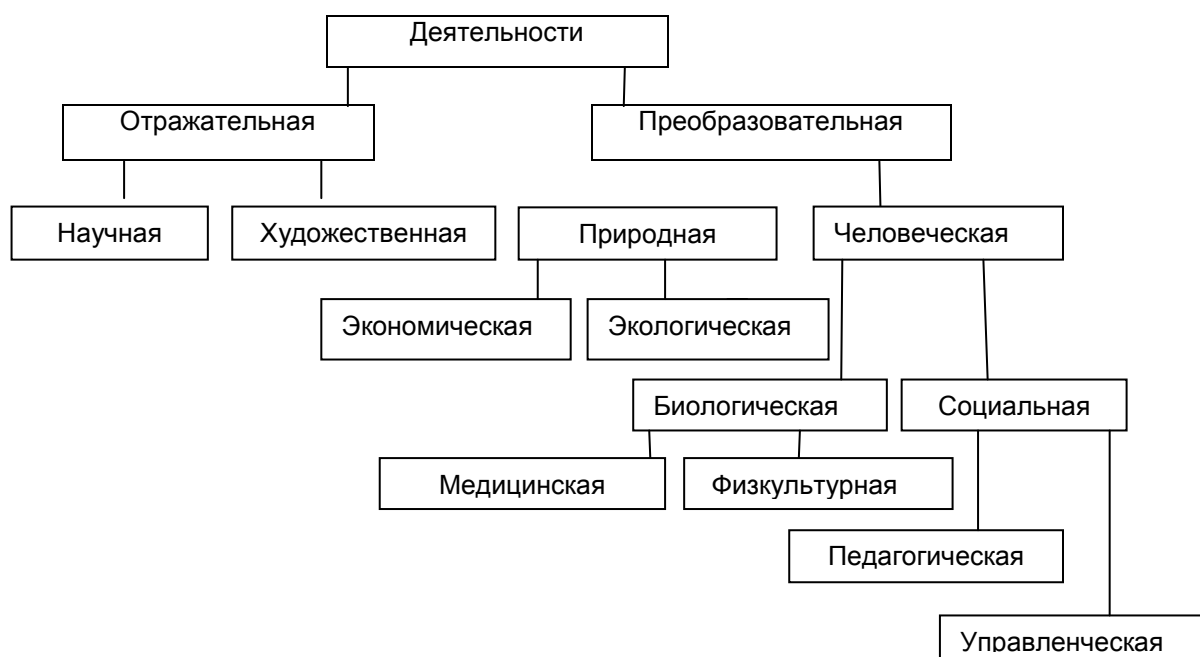 Деятельности
Отражательная
Преобразовательная
Научная
Художественная
Природная
Человеческая
Экономическая
Экологическая
Биологическая
Социальная
Медицинская
Физкультурная
Педагогическая
Управленческая